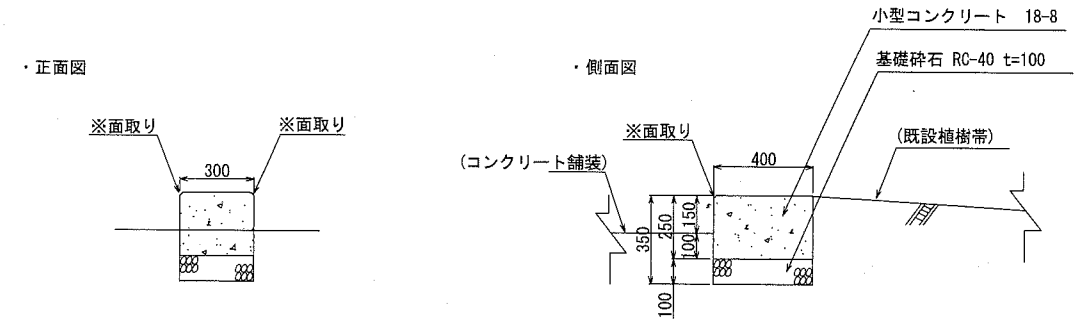 ・正面図
※面取り
※面取り
300
・側面図
小型コンクリート 18-8
基礎砕石 RC-40 t=100
※面取り
(コンクリート舗装)
400
(既設植樹帯)
350
250
150
100
100